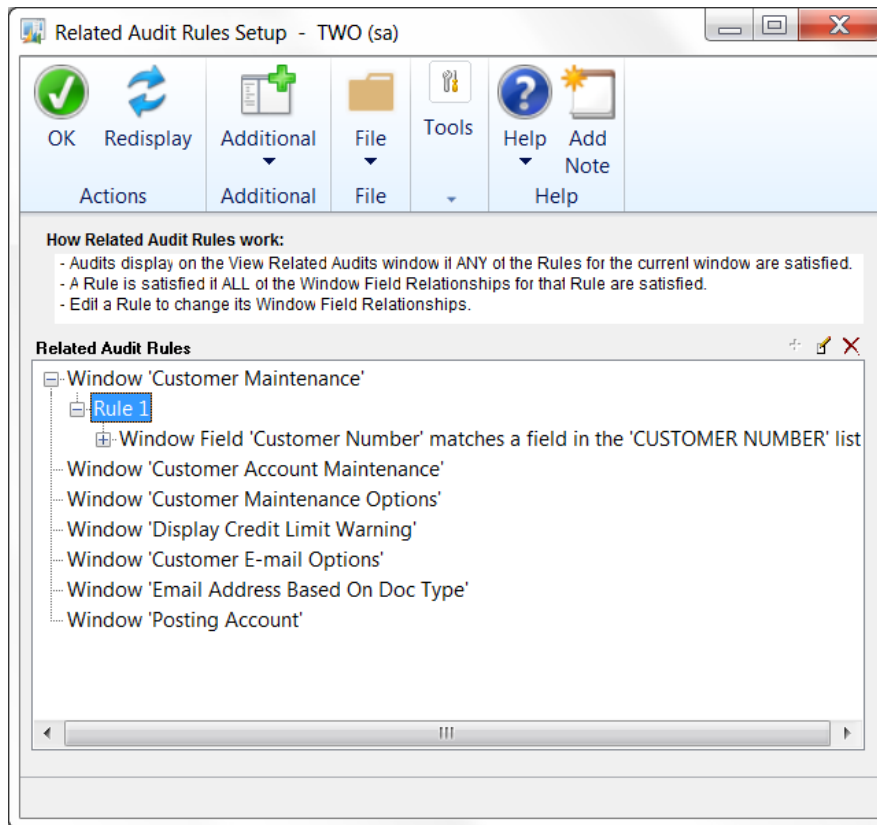 Related Audit Rules Setup - TWO (sa)
OK
Redisplay
Additional
File
Tools
Help
Add
Note
Actions
Additional
File
Help
How Related Audit Rules work:
- Audits display on the View Related Audits window if ANY of the Rules for the current window are satisfied.
- A Rule is satisfied if ALL of the Window Field Relationships for that Rule are satisfied.
- Edit a Rule to change its Window Field Relationships.
Related Audit Rules
Window 'Customer Maintenance'
Rule 1
Window Field 'Customer Number' matches a field in the 'CUSTOMER NUMBER' list
Window 'Customer Account Maintenance'
Window 'Customer Maintenance Options'
Window 'Display Credit Limit Warning'
Window 'Customer E-mail Options'
Window 'Email Address Based On Doc Type'
Window 'Posting Account'